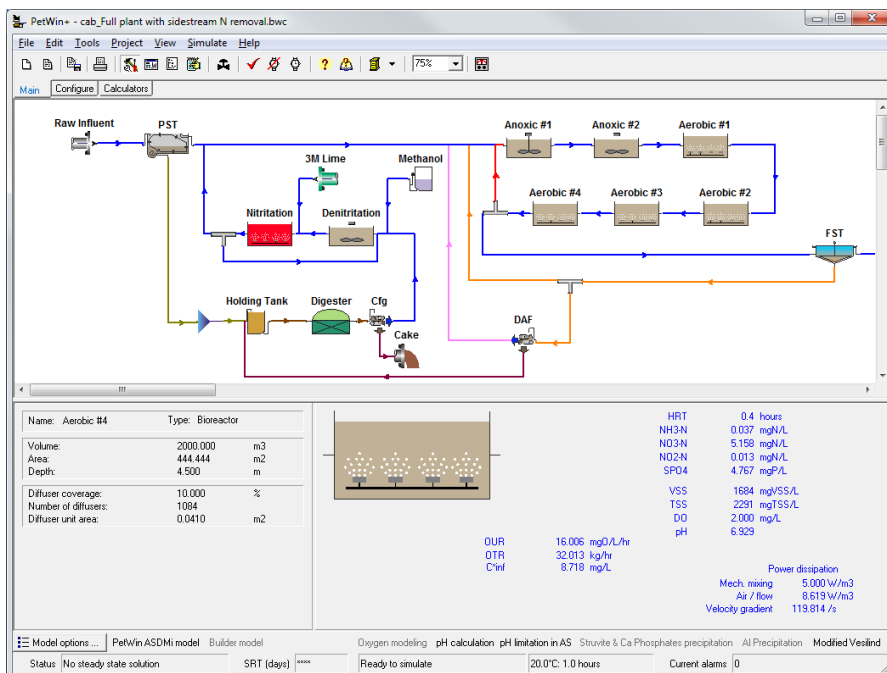 PetWin+ - cab_Full plant with sidestream N removal.bwc
File Edit Tools Project View Simulate Help
75%
Main Configure Calculators
Raw Influent PST Anoxic #1 Anoxic #2 Aerobic #1
3M Lime Methanol
Nitritation Denitritation Aerobic #4 Aerobic #3 Aerobic #2
FST
Holding Tank Digester Cfg
DAF
Cake
Name: Aerobic #4 Type: Bioreactor
Volume: 2000.000 m3
Area: 444.444 m2
Depth: 4.500 m
Diffuser coverage: 10.000 %
Number of diffusers: 1084
Diffuser unit area: 0.0410 m2
HRT 0.4 hours
NH3-N 0.037 mgN/L
NO3-N 5.158 mgN/L
NO2-N 0.013 mgN/L
SPO4 4.767 mgP/L
VSS 1684 mgVSS/L
TSS 2291 mgTSS/L
DO 2.000 mg/L
pH 6.929
OUR 16.006 mgO/L/hr
OTR 32.013 kg/hr
C*inf 8.718 mg/L
Power dissipation
Mech. mixing 5.000 W/m3
Air / flow 8.619 W/m3
Velocity gradient 119.814 /s
Model options ... PetWin ASDMi model Builder model Oxygen modeling pH calculation pH limitation in AS Struvite & Ca Phosphates precipitation Al Precipitation Modified Vesilind
Status No steady state solution SRT (days) **** Ready to simulate 20.0°C: 1.0 hours Current alarms 0